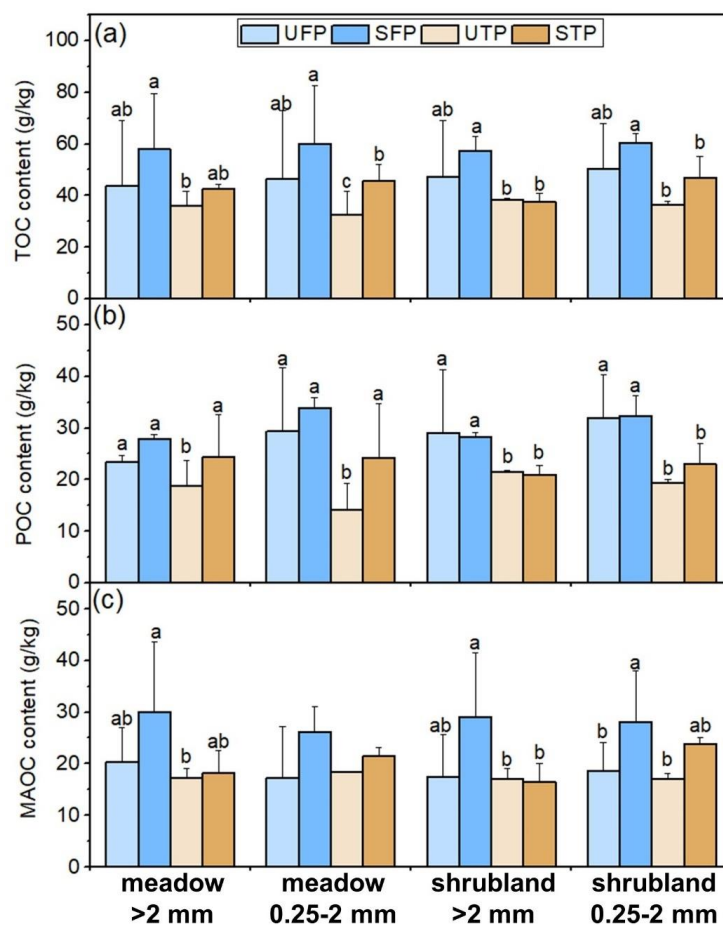 (a)
UFP SFP UTP STP
TOC content (g/kg)
100
80
60
40
20
0
ab a b ab
ab a c b
ab a b b
ab a b b
(b)
POC content (g/kg)
50
40
30
20
10
0
a a b a
a a b a
a a b b
a a b b
(c)
MAOC content (g/kg)
50
40
30
20
10
0
ab a b ab
ab a b b
b a b ab
meadow meadow shrubland shrubland
>2 mm 0.25-2 mm >2 mm 0.25-2 mm